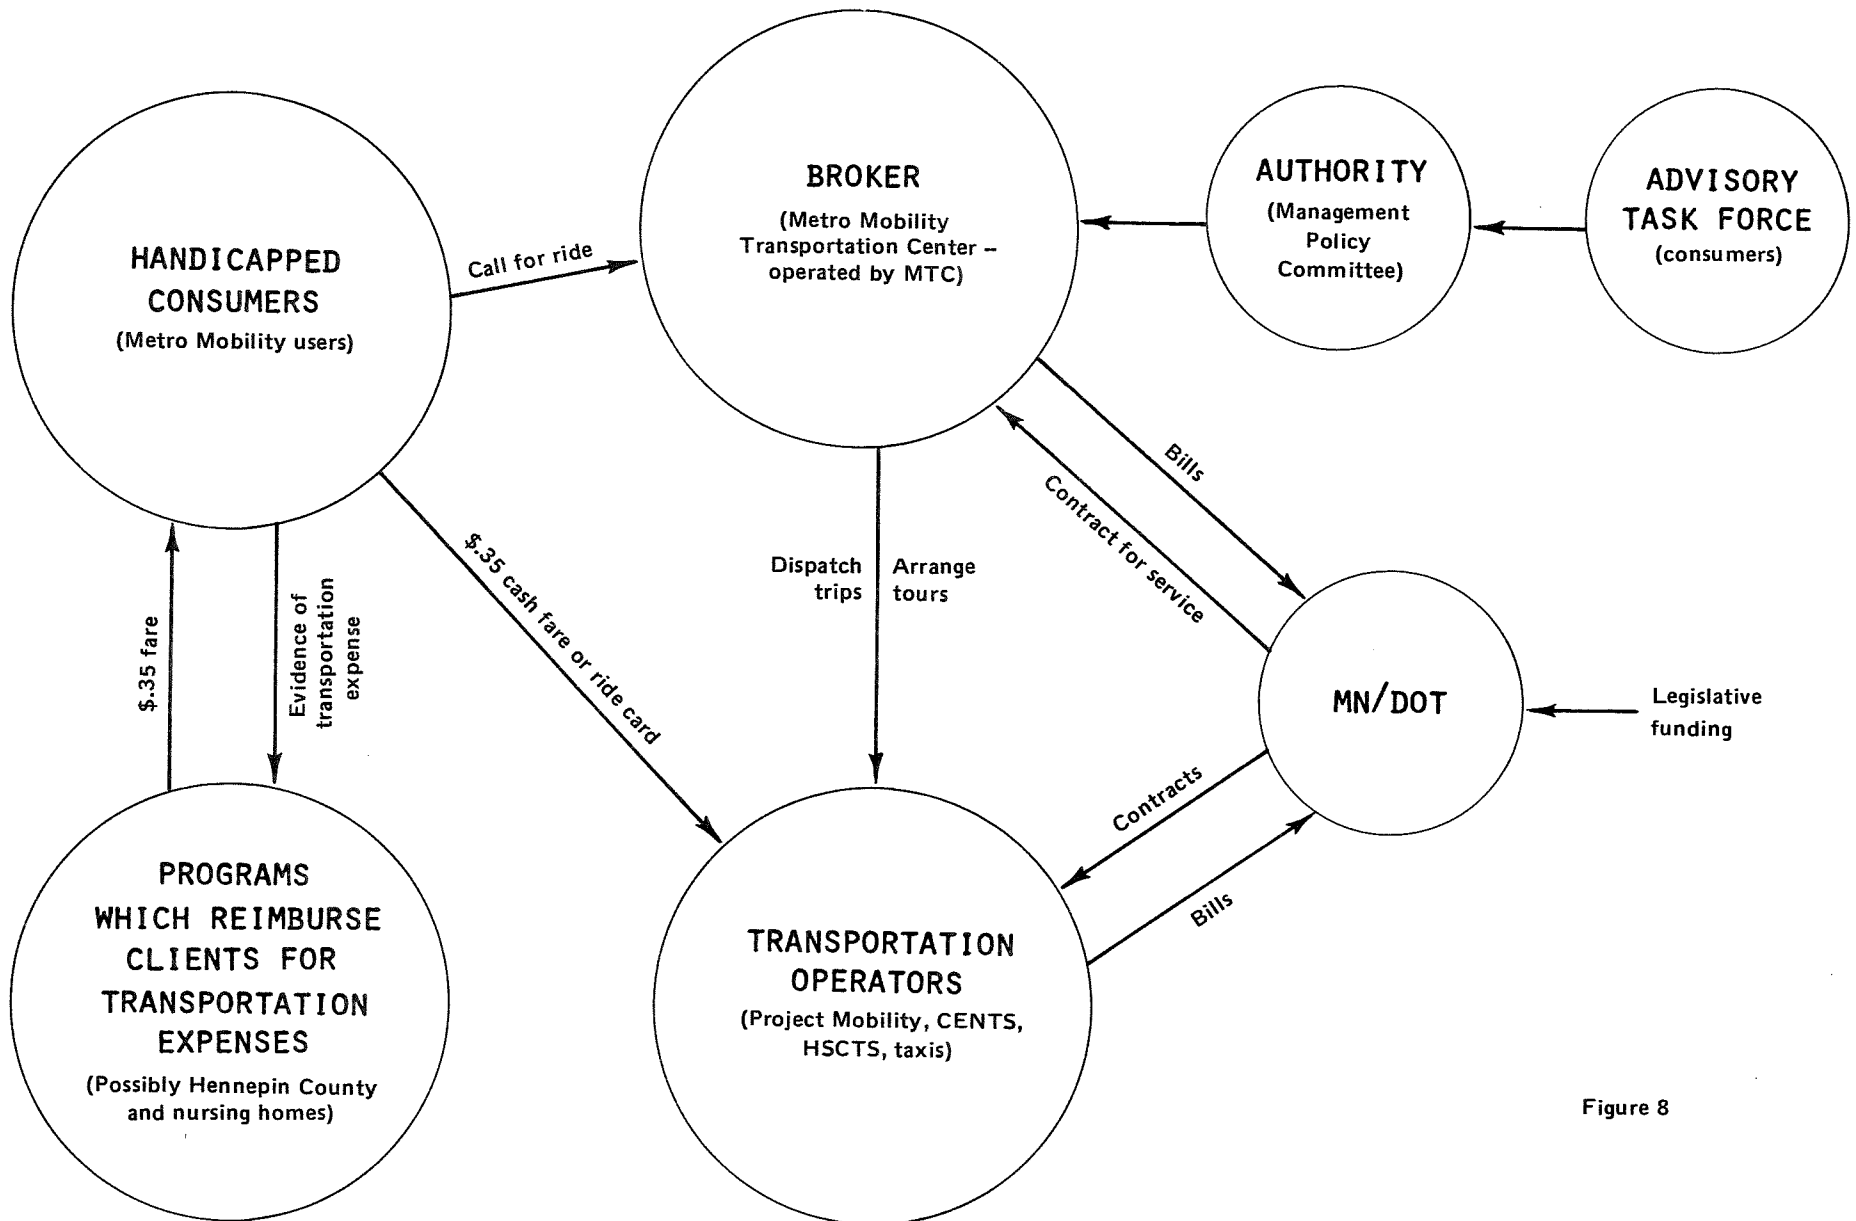 HANDICAPPED
CONSUMERS
(Metro Mobility users)
Call for ride
BROKER
(Metro Mobility
Transportation Center –
operated by MTC)
AUTHORITY
(Management
Policy
Committee)
ADVISORY
TASK FORCE
(consumers)
$.35 fare
Evidence of
transportation
expense
$.35 cash fare or ride card
Dispatch
trips
Arrange
tours
Bills
Contract for service
MN/DOT
Legislative
funding
Contracts
Bills
PROGRAMS
WHICH REIMBURSE
CLIENTS FOR
TRANSPORTATION
EXPENSES
(Possibly Hennepin County
and nursing homes)
TRANSPORTATION
OPERATORS
(Project Mobility, CENTS,
HSCTS, taxis)
Figure 8